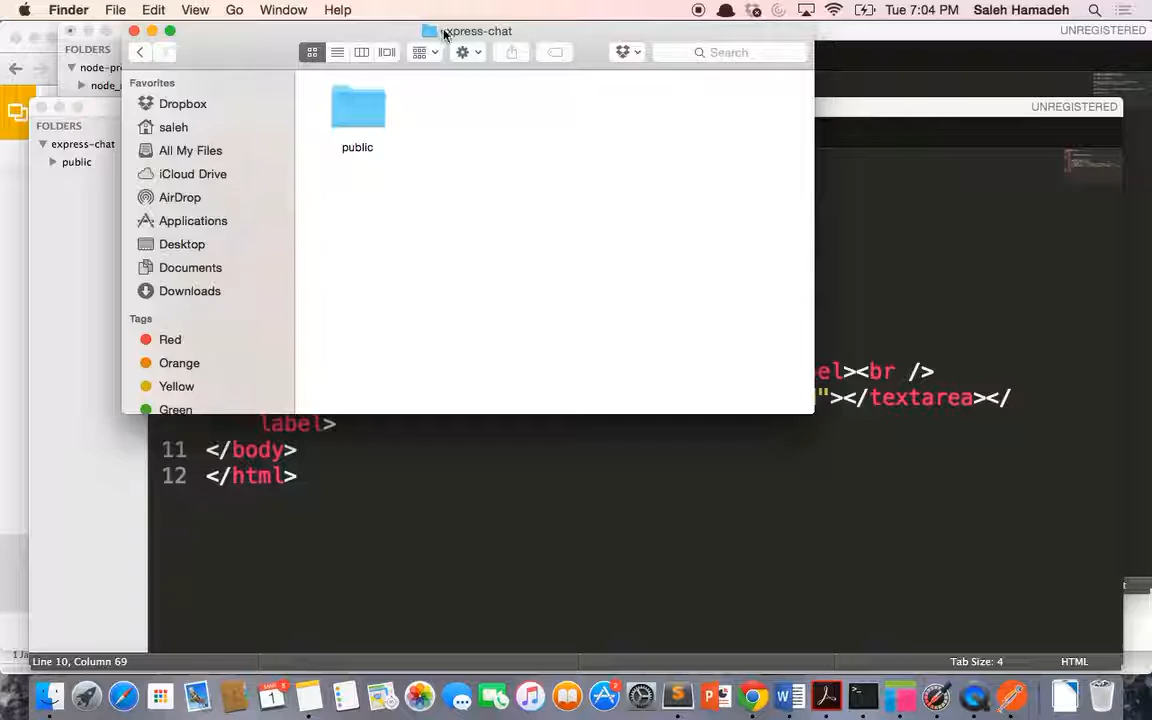 Finder File Edit View Go Window Help Tue 7:04 PM Saleh Hamadeh
express-chat
UNREGISTERED
FOLDERS
node-pre
node_
Search
Favorites
Dropbox
saleh
All My Files
iCloud Drive
AirDrop
Applications
Desktop
Documents
Downloads
Tags
Red
Orange
Yellow
Green
public
UNREGISTERED
FOLDERS
express-chat
public
el><br />
"></textarea></
label>
11 </body>
12 </html>
Line 10, Column 69 Tab Size: 4 HTML